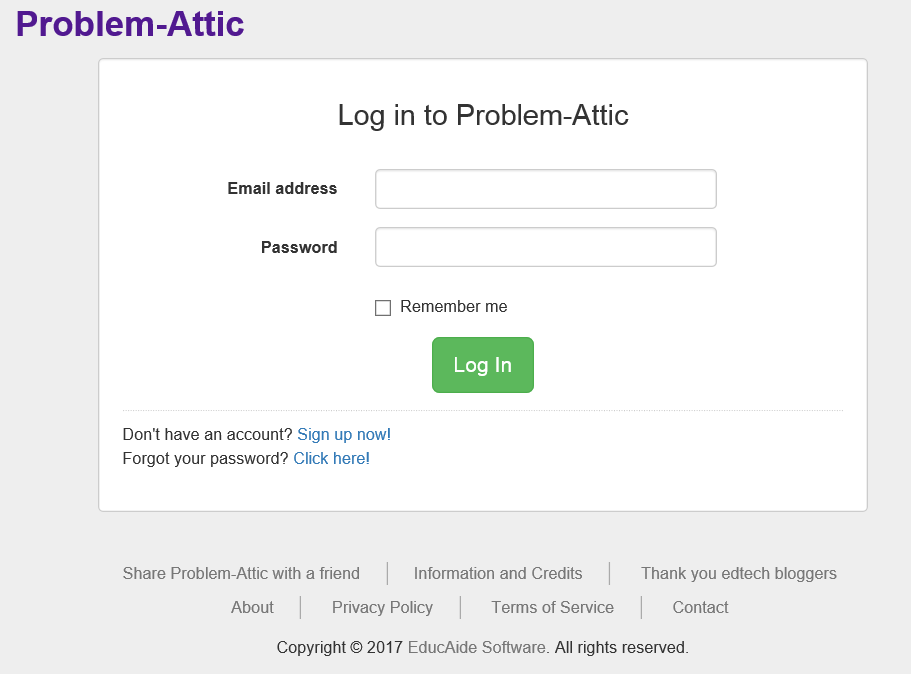 Problem-Attic
Log in to Problem-Attic
Email address
Password
Remember me
Log In
Don't have an account? Sign up now!
Forgot your password? Click here!
Share Problem-Attic with a friend
Information and Credits
Thank you edtech bloggers
About
Privacy Policy
Terms of Service
Contact
Copyright © 2017 EducAide Software. All rights reserved.